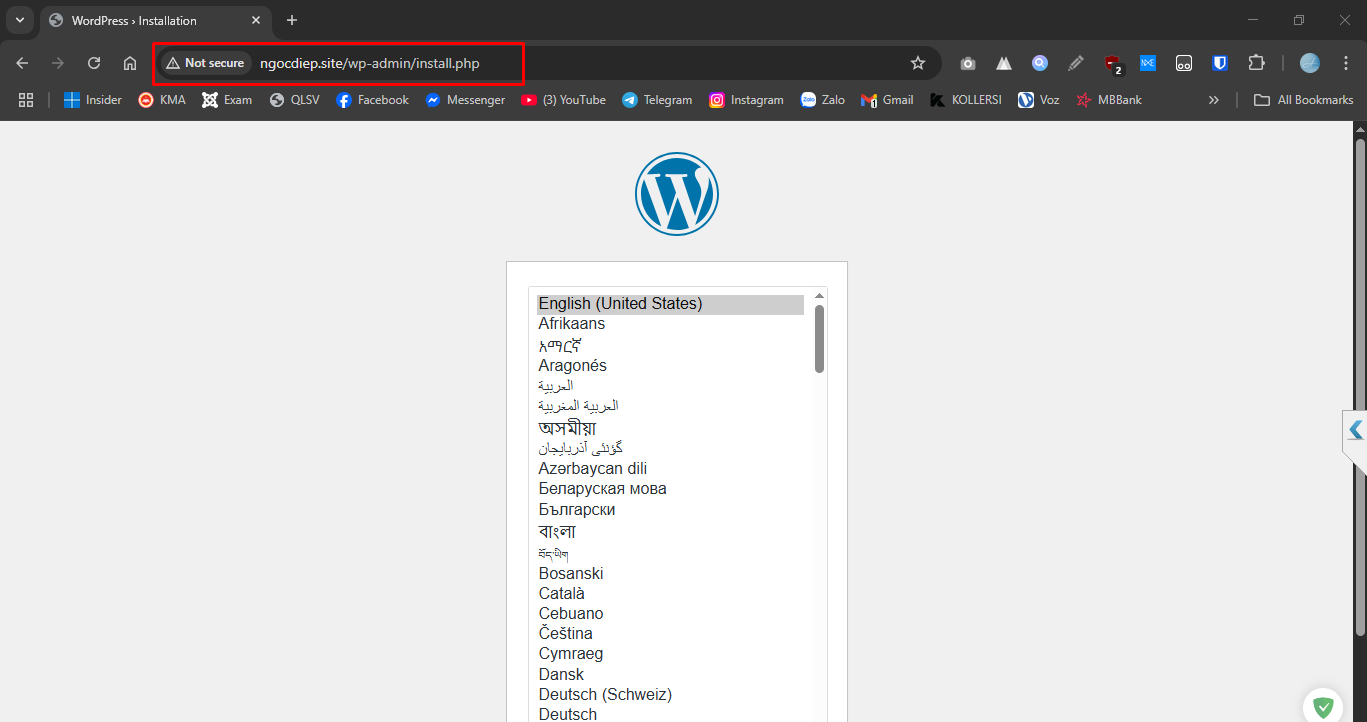 WordPress › Installation
Not secure ngocdiep.site/wp-admin/install.php
2
NXE
Insider KMA Exam QLSV Facebook Messenger (3) YouTube Telegram Instagram Zalo Gmail KOLLERSI Voz MBBank » All Bookmarks
English (United States)
Afrikaans
አማርኛ
Aragonés
العربية
العربية المغربية
অসমীয়া
گؤنئی آذربایجان
Azərbaycan dili
Беларуская мова
Български
বাংলা
བོད་ཡིག
Bosanski
Català
Cebuano
Čeština
Cymraeg
Dansk
Deutsch (Schweiz)
Deutsch